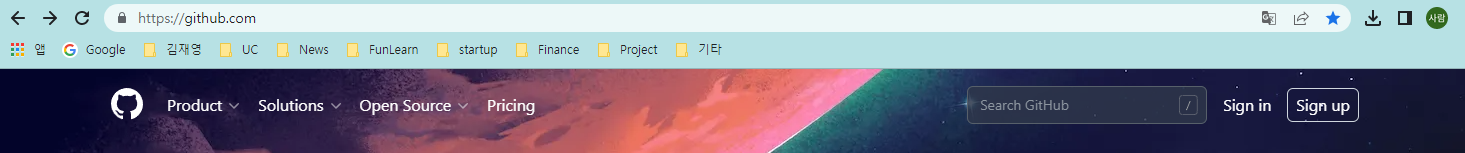 https://github.com
사람
앱 Google 김재영 UC News FunLearn startup Finance Project 기타
Product Solutions Open Source Pricing Search GitHub / Sign in Sign up